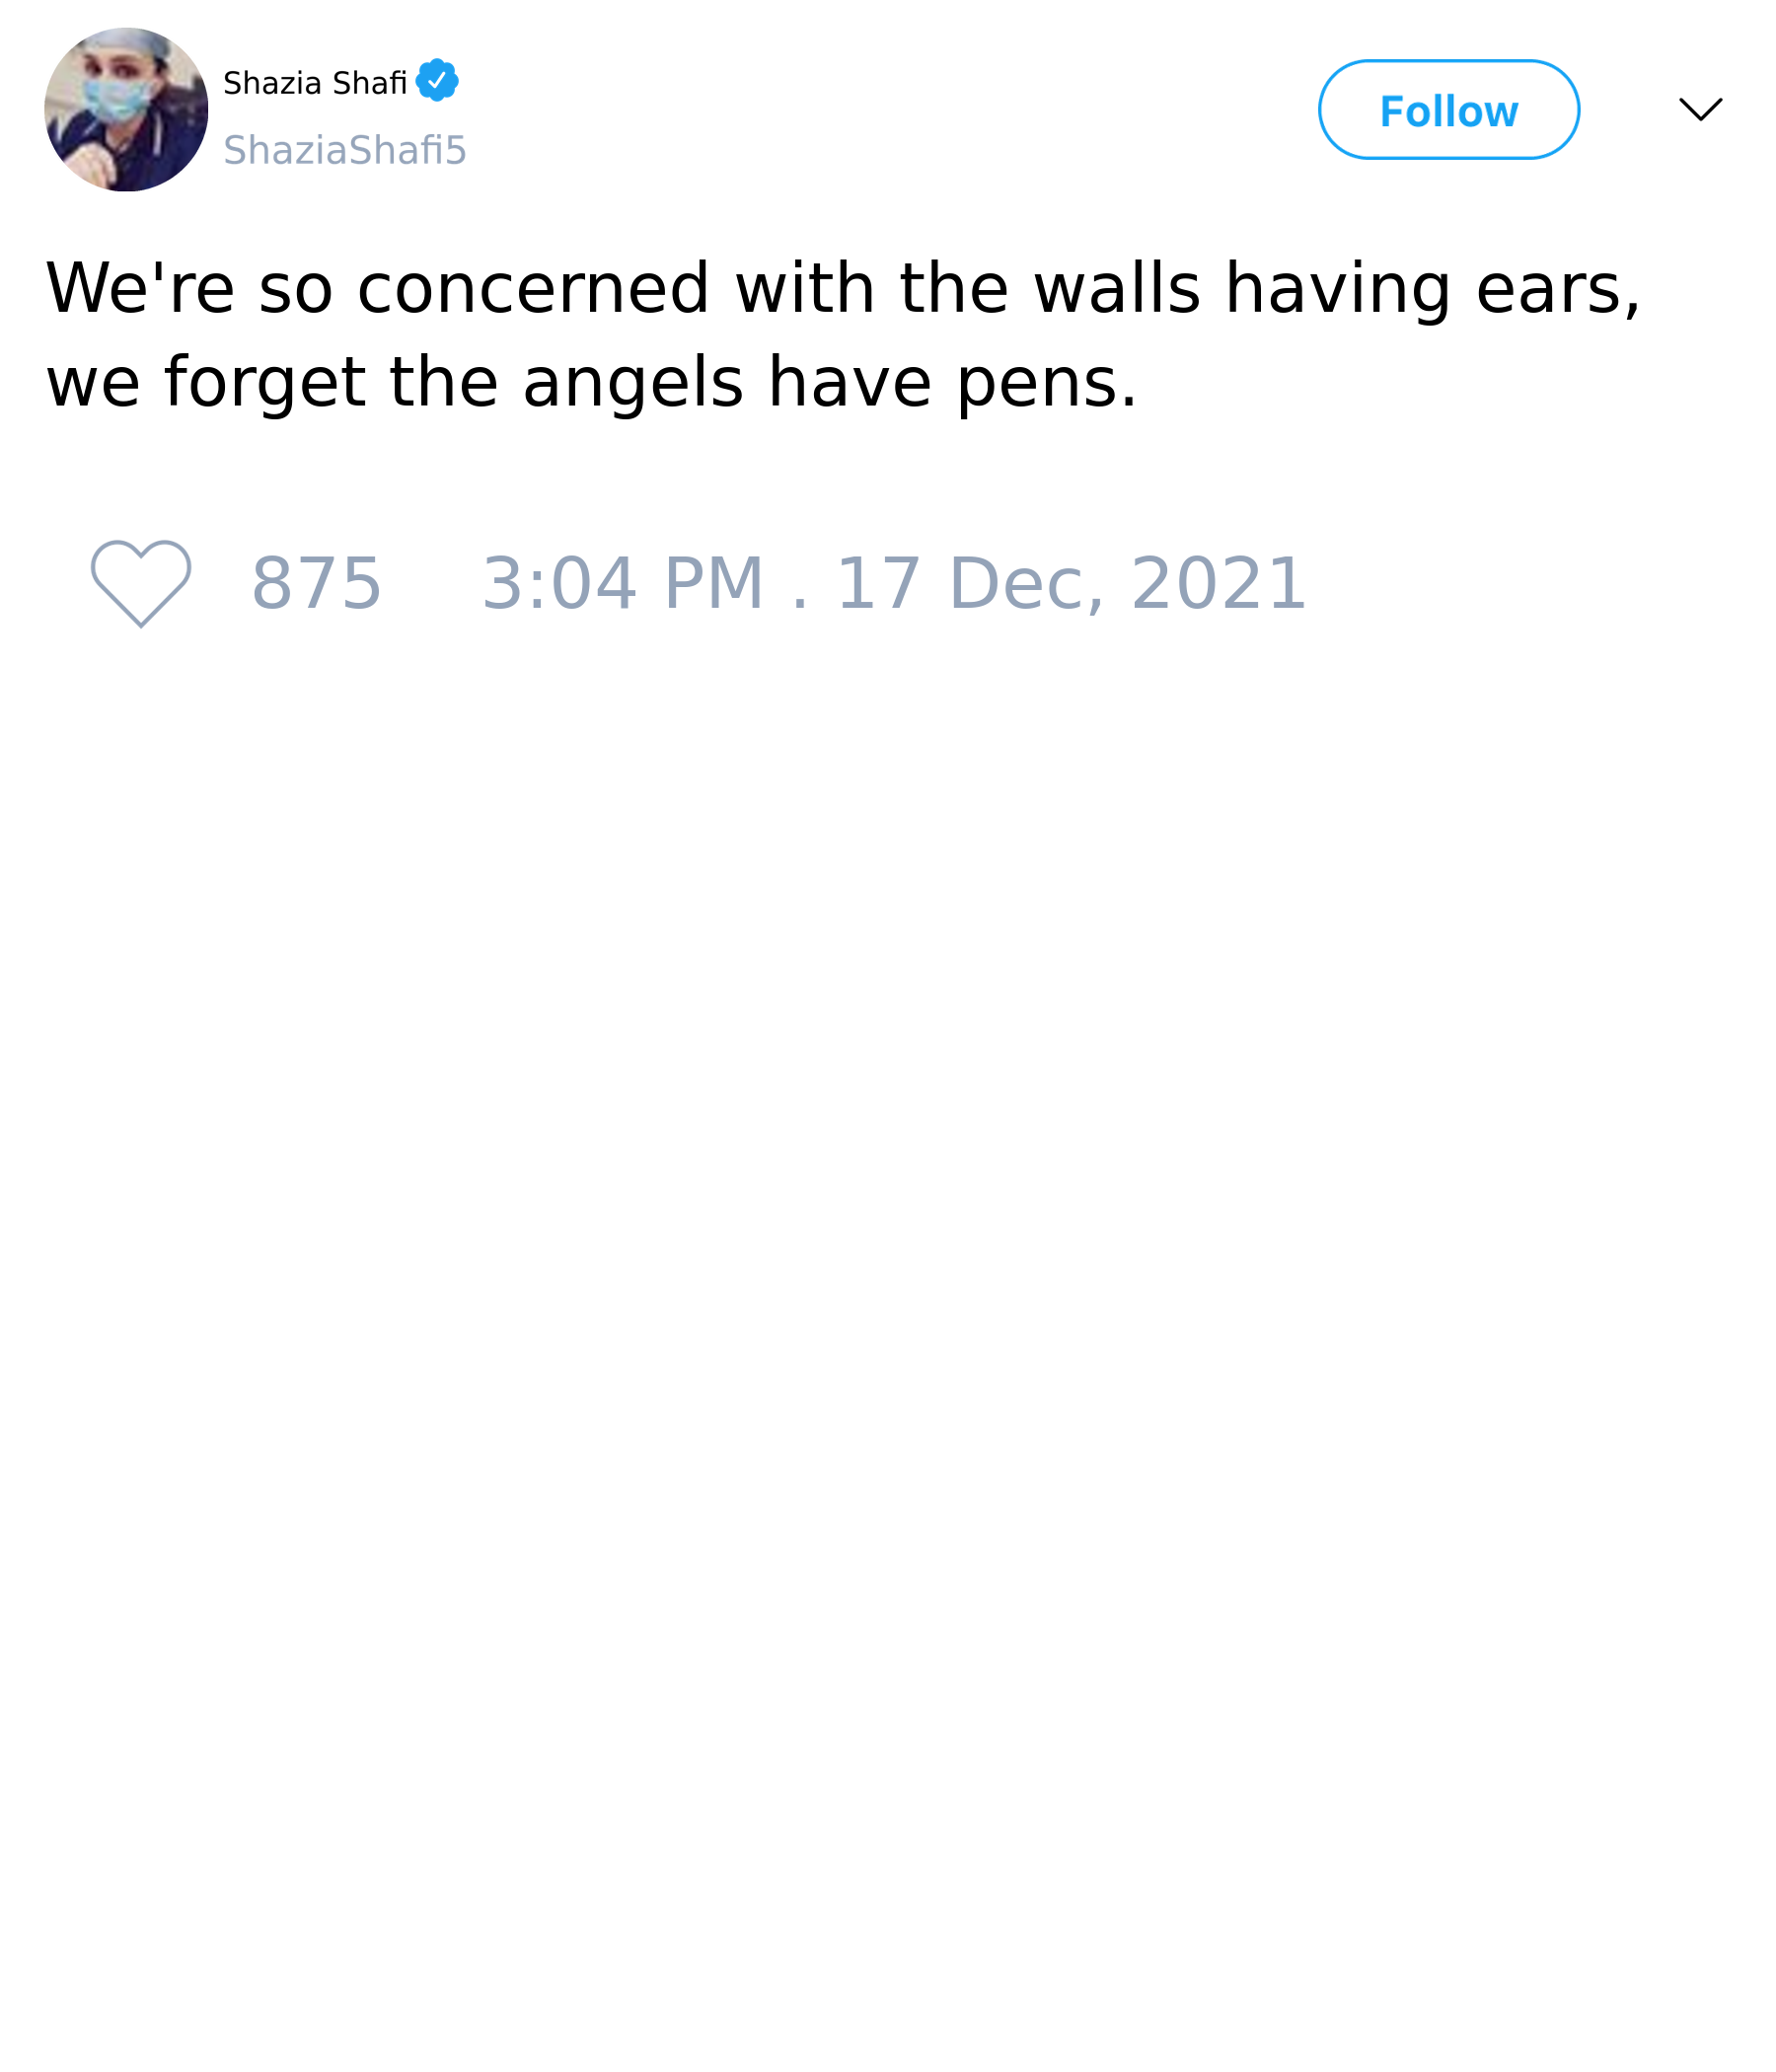 Shazia Shafi
ShaziaShafi5
Follow
We're so concerned with the walls having ears,
we forget the angels have pens.
875 3:04 PM . 17 Dec, 2021